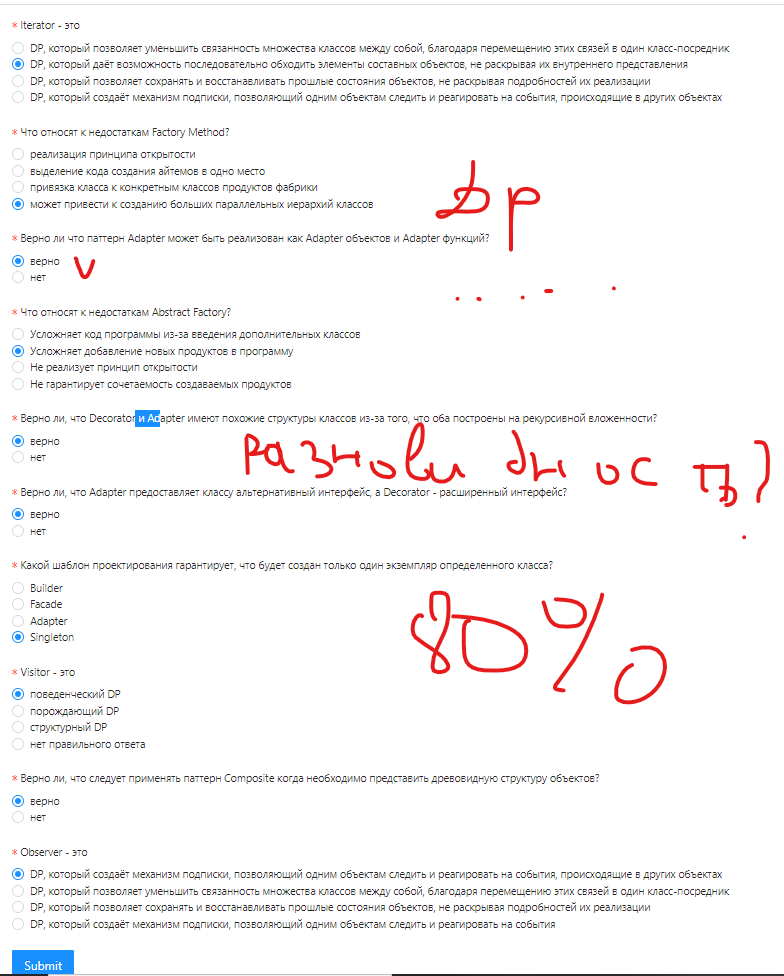 * Iterator - это
DP, который позволяет уменьшить связанность множества классов между собой, благодаря перемещению этих связей в один класс-посредник
DP, который даёт возможность последовательно обходить элементы составных объектов, не раскрывая их внутреннего представления
DP, который позволяет сохранять и восстанавливать прошлые состояния объектов, не раскрывая подробностей их реализации
DP, который создаёт механизм подписки, позволяющий одним объектам следить и реагировать на события, происходящие в других объектах
* Что относят к недостаткам Factory Method?
реализация принципа открытости
выделение кода создания айтемов в одно место
привязка класса к конкретным классов продуктов фабрики
может привести к созданию больших параллельных иерархий классов
Др
* Верно ли что паттерн Adapter может быть реализован как Adapter объектов и Adapter функций?
верно
v
нет
* Что относят к недостаткам Abstract Factory?
Усложняет код программы из-за введения дополнительных классов
Усложняет добавление новых продуктов в программу
Не реализует принцип открытости
Не гарантирует сочетаемость создаваемых продуктов
* Верно ли, что Decorator и Adapter имеют похожие структуры классов из-за того, что оба построены на рекурсивной вложенности?
верно
нет
разновидность?
* Верно ли, что Adapter предоставляет классу альтернативный интерфейс, а Decorator - расширенный интерфейс?
верно
нет
* Какой шаблон проектирования гарантирует, что будет создан только один экземпляр определенного класса?
Builder
Facade
Adapter
Singleton
80%
* Visitor - это
поведенческий DP
порождающий DP
структурный DP
нет правильного ответа
* Верно ли, что следует применять паттерн Composite когда необходимо представить древовидную структуру объектов?
верно
нет
* Observer - это
DP, который создаёт механизм подписки, позволяющий одним объектам следить и реагировать на события, происходящие в других объектах
DP, который позволяет уменьшить связанность множества классов между собой, благодаря перемещению этих связей в один класс-посредник
DP, который позволяет сохранять и восстанавливать прошлые состояния объектов, не раскрывая подробностей их реализации
DP, который создаёт механизм подписки, позволяющий одним объектам следить и реагировать на события
Submit